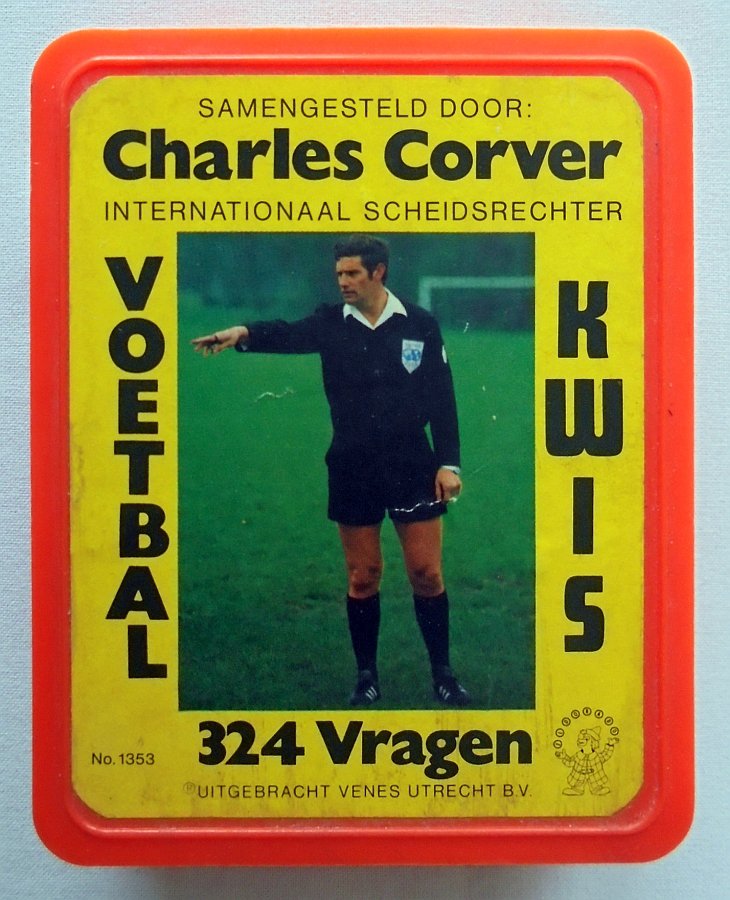 SAMENGESTELD DOOR:
Charles Corver
INTERNATIONAAL SCHEIDSRECHTER
VOETBAL
KWIS
324 Vragen
No. 1353
®UITGEBRACHT VENES UTRECHT B.V.